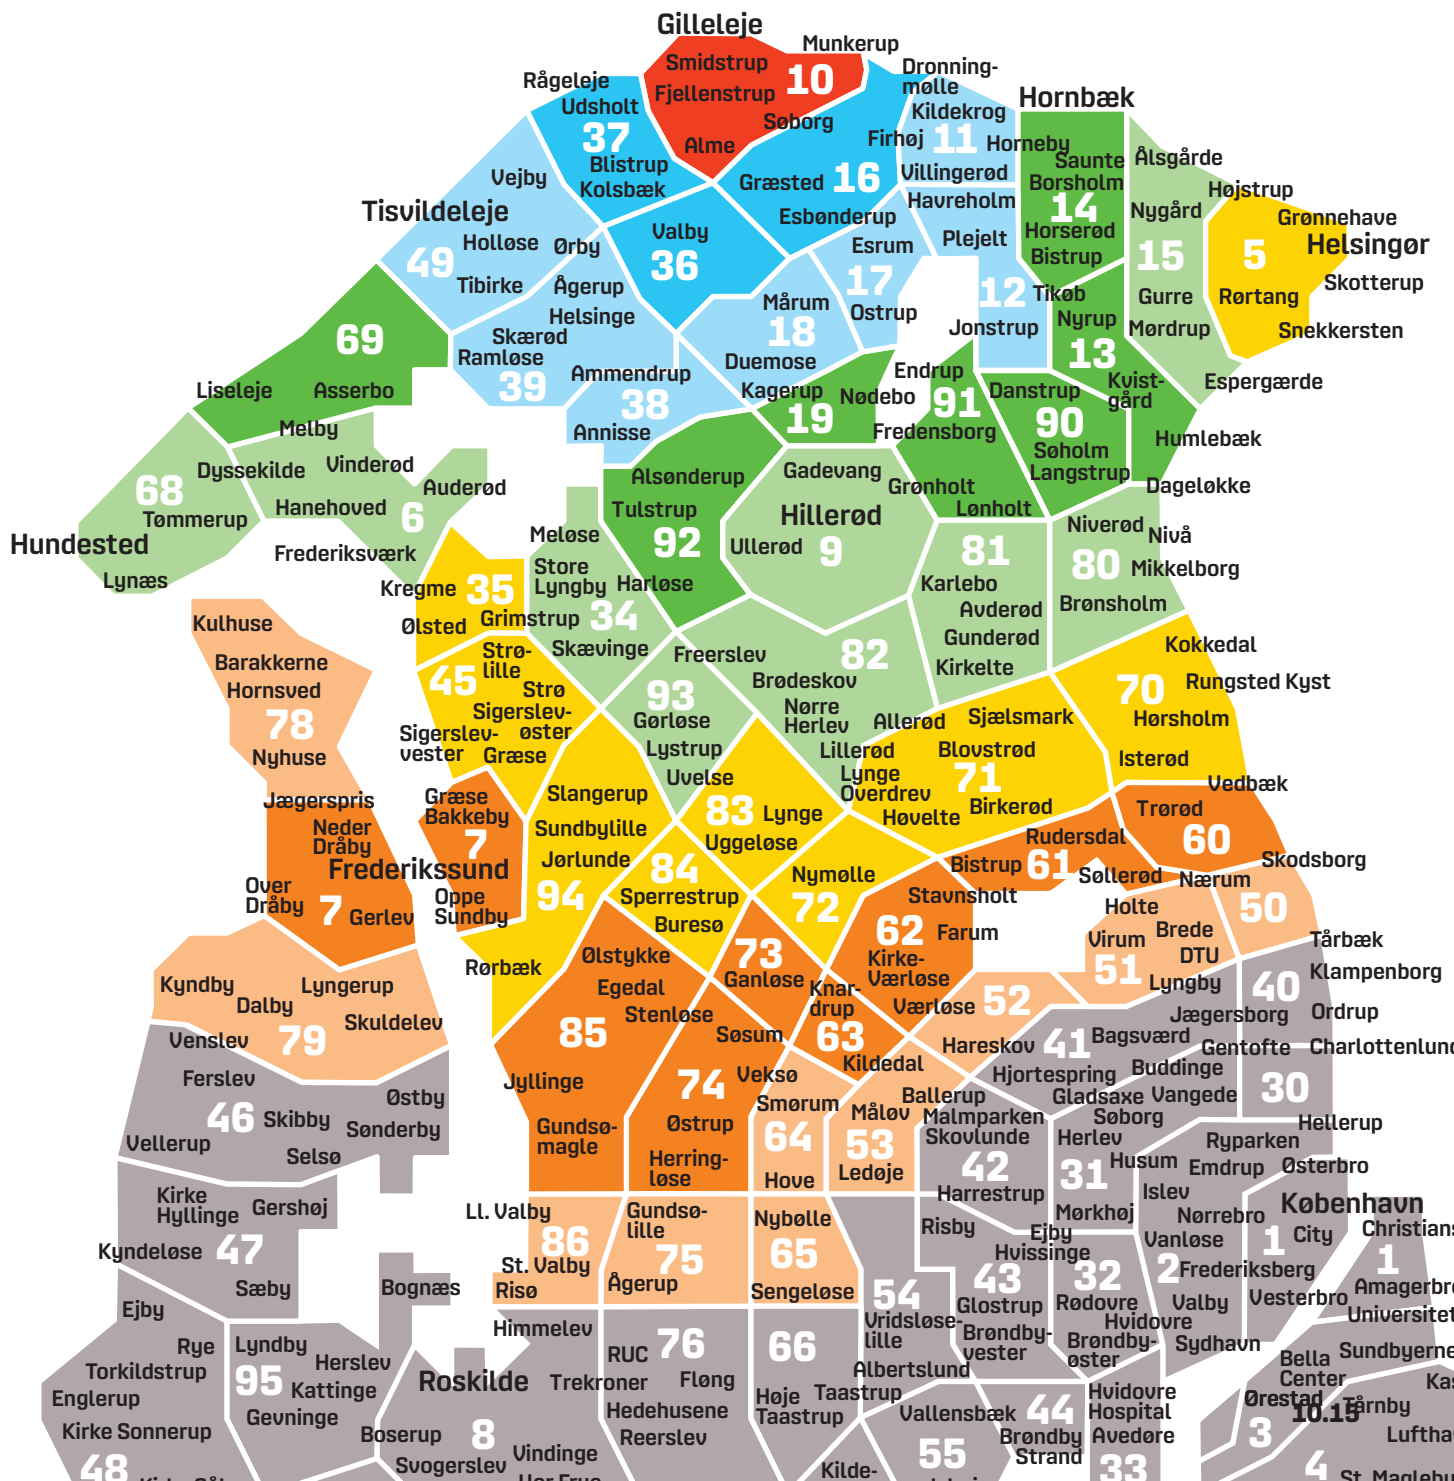 Gilleleje
Munkerup
Smidstrup
10
Fjellenstrup
Søborg
Alme
Rågeleje
Udsholt
37
Blistrup
Kolsbæk
Dronning-
mølle
Kildekrog
Firhøj
11
Horneby
Villingerød
Hornbæk
Saunte
Borsholm
14
Horserød
Bistrup
Ålsgårde
Højstrup
Nygård
15
Gurre
Mørdrup
Espergærde
Grønnehave
Helsingør
5
Skotterup
Rørtang
Snekkersten
Græsted
16
Esbønderup
Vejby
Tisvildeleje
Holløse
Ørby
49
Tibirke
Valby
36
Esrum
17
Ostrup
Havreholm
Plejelt
12
Jonstrup
Tikøb
Nyrup
13
Kvist-
gård
Mårum
18
Duemose
Kagerup
Ågerup
Helsinge
Skærød
Ramløse
39
Ammendrup
38
Annisse
69
Liseleje
Asserbo
Melby
Nødebo
19
Endrup
91
Fredensborg
Grønholt
Lønholt
Danstrup
90
Søholm
Langstrup
Humlebæk
Dageløkke
Dyssekilde
Vinderød
Auderød
Hanehoved
6
Frederiksværk
68
Tømmerup
Hundested
Lynæs
Alsønderup
Tulstrup
92
Harløse
Gadevang
Hillerød
Ullerød
9
81
Karlebo
Avderød
Gunderød
Kirkelte
Niverød
Nivå
80
Mikkelborg
Brønsholm
Meløse
Store
Lyngby
34
Skævinge
Kregme
35
Grimstrup
Ølsted
Kulhuse
Barakkerne
Hornsved
78
Nyhuse
Jægerspris
Strø-
lille
45
Strø
Sigerslev-
øster
Sigerslev-
vester
Græse
Freerslev
93
Gørløse
Lystrup
Uvelse
82
Brødeskov
Nørre
Herlev
Allerød
Lillerød
Lynge
Overdrev
Sjælsmark
Blovstrød
71
Birkerød
Høvelte
Kokkedal
70
Rungsted Kyst
Hørsholm
Isterød
Vedbæk
Trørød
60
Skodsborg
Rudersdal
Bistrup
61
Søllerød
Nærum
50
Tårbæk
Neder
Dråby
Frederikssund
Over
Dråby
7
Gerlev
Græse
Bakkeby
7
Oppe
Sundby
Slangerup
Sundbylille
Jørlunde
94
Rørbæk
83
Lynge
Uggeløse
84
Sperrestrup
Buresø
Nymølle
72
Stavnsholt
62
Farum
Kirke-
Værløse
Værløse
52
Hareskov
Holte
Virum
Brede
DTU
51
Lyngby
Klampenborg
40
Ordrup
Jægersborg
Gentofte
Charlottenlund
Kyndby
Lyngerup
Dalby
Skuldelev
79
Venslev
Ølstykke
Egedal
Stenløse
85
Jyllinge
Gundsø-
magle
73
Ganløse
Knar-
drup
63
Kildedal
Søsum
74
Veksø
Østrup
Herring-
løse
Smørum
64
Hove
Måløv
53
Ledøje
Ballerup
Malmparken
Skovlunde
42
Harrestrup
41
Bagsværd
Hjortespring
Buddinge
Gladsaxe
Vangede
Søborg
30
Hellerup
Ryparken
Emdrup
Østerbro
Herlev
31
Husum
Mørkhøj
Islev
Nørrebro
Vanløse
2
Frederiksberg
Valby
Sydhavn
København
1
City
Vesterbro
Christians
1
Amagerbro
Universitet
Ferslev
Østby
46
Skibby
Sønderby
Vellerup
Selsø
Kirke
Hyllinge
Gershøj
Kyndeløse
47
Sæby
Bognæs
Ll. Valby
86
St. Valby
Risø
Gundsø-
lille
75
Ågerup
Nybølle
65
Sengeløse
54
Vridsløse-
lille
Albertslund
Risby
Ejby
Hvissinge
43
Glostrup
Brøndby-
vester
32
Rødovre
Hvidovre
Brøndby-
øster
Ejby
Rye
Torkildstrup
Englerup
Kirke Sonnerup
48
Lyndby
Herslev
95
Kattinge
Gevninge
Himmelev
Roskilde
Trekroner
Boserup
8
Vindinge
Svogerslev
RUC
76
Fløng
Hedehusene
Reerslev
66
Høje
Taastrup
Taastrup
Vallensbæk
44
Brøndby
Strand
55
Kilde-
Hvidovre
Hospital
Avedøre
33
Bella
Center
Sundbyerne
Ørestad
10.15
Tårnby
3
4
St. Magleby